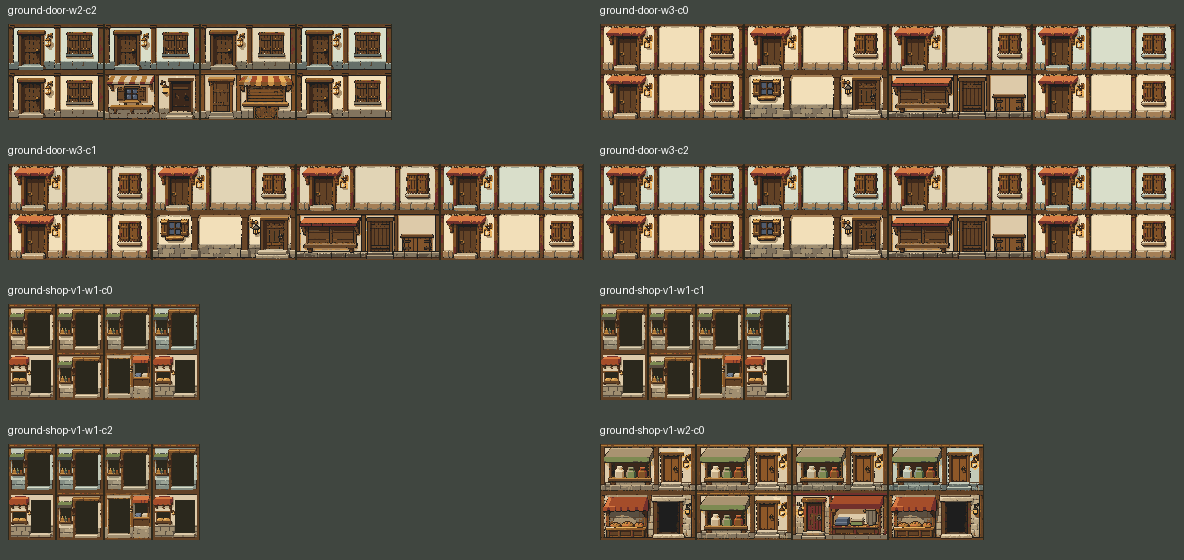 ground-door-w2-c2
ground-door-w3-c0
ground-door-w3-c1
ground-door-w3-c2
ground-shop-v1-w1-c0
ground-shop-v1-w1-c1
ground-shop-v1-w1-c2
ground-shop-v1-w2-c0